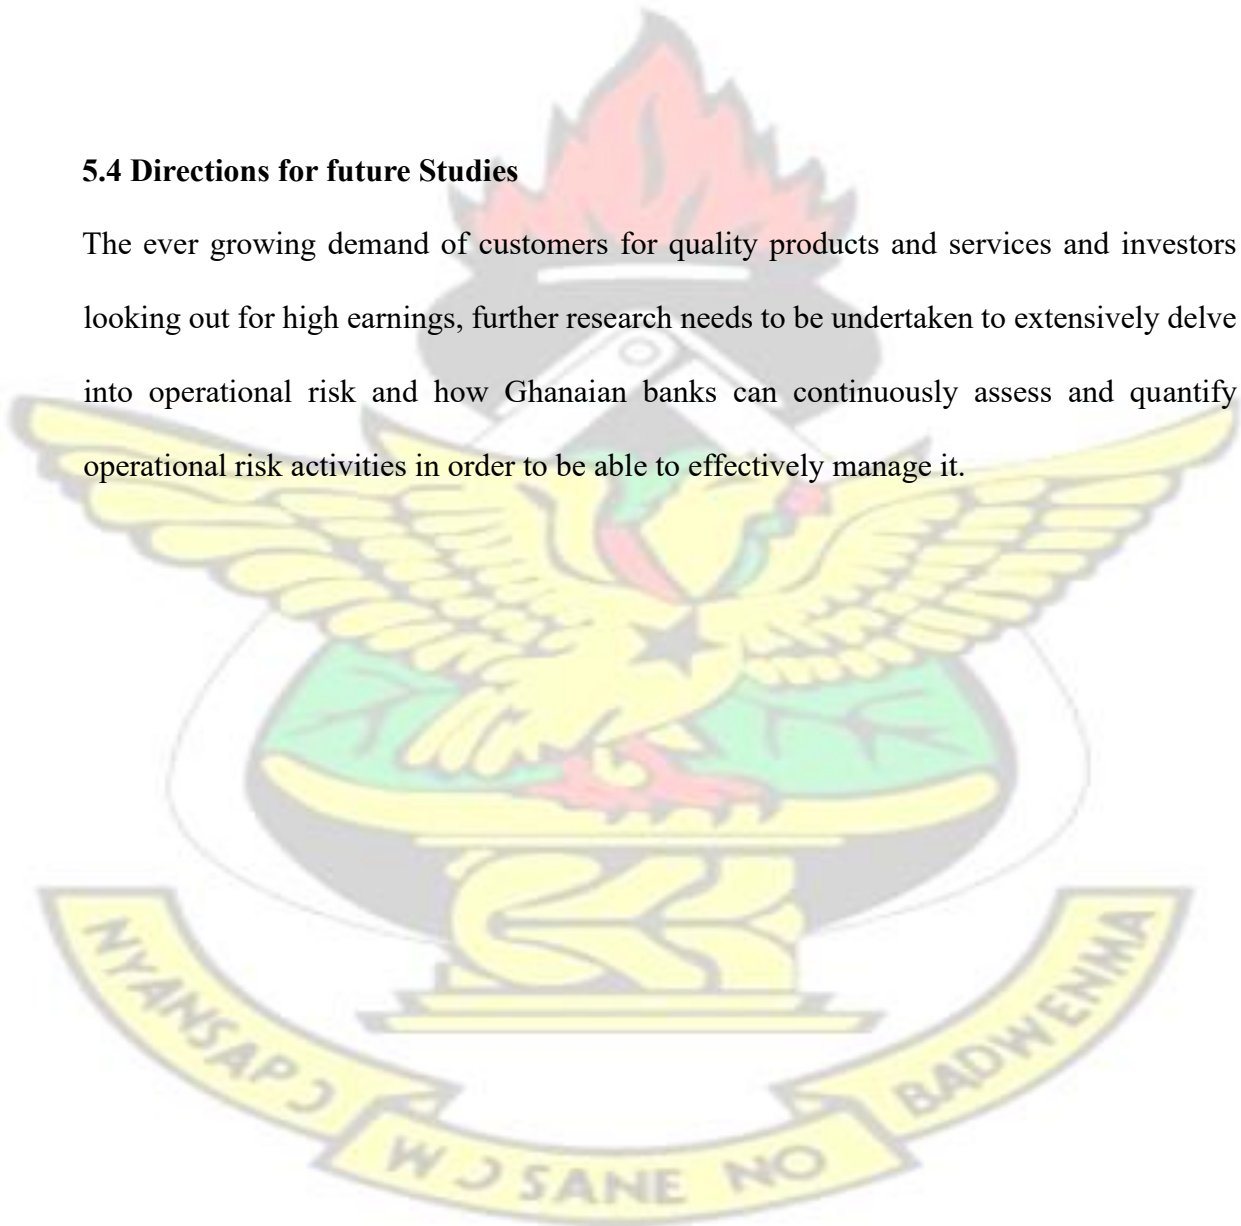 5.4 Directions for future Studies
The ever growing demand of customers for quality products and services and investors
looking out for high earnings, further research needs to be undertaken to extensively delve
into operational risk and how Ghanaian banks can continuously assess and quantify
operational risk activities in order to be able to effectively manage it.
NYANSAPƆ
WƆ SANE NO
BADWENMA